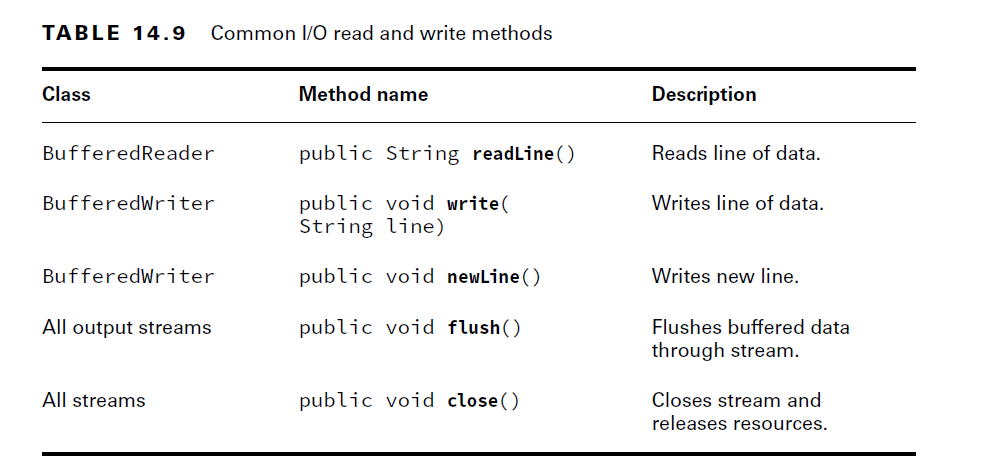 TABLE 14.9 Common I/O read and write methods
Class Method name Description
BufferedReader public String readLine() Reads line of data.
BufferedWriter public void write( Writes line of data.
String line)
BufferedWriter public void newLine() Writes new line.
All output streams public void flush() Flushes buffered data
through stream.
All streams public void close() Closes stream and
releases resources.